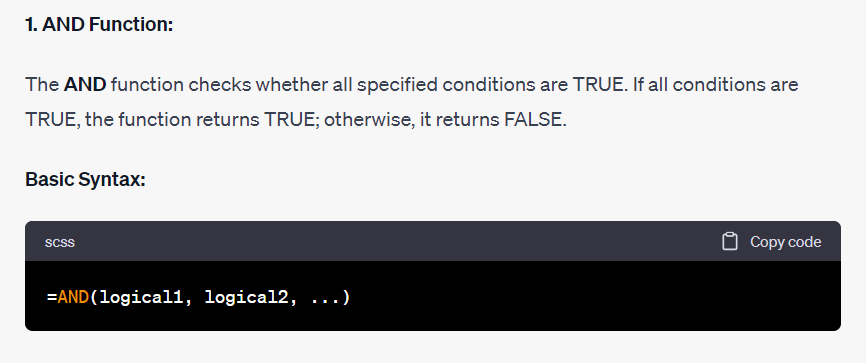 1. AND Function:
The AND function checks whether all specified conditions are TRUE. If all conditions are
TRUE, the function returns TRUE; otherwise, it returns FALSE.
Basic Syntax:
scss Copy code
=AND(logical1, logical2, ...)